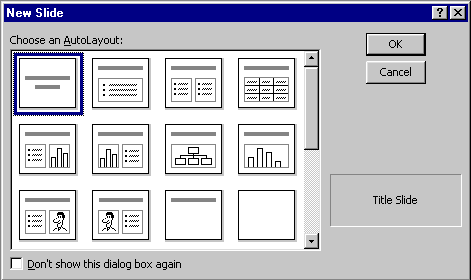 New Slide
Choose an AutoLayout:
OK
Cancel
Title Slide
Don't show this dialog box again